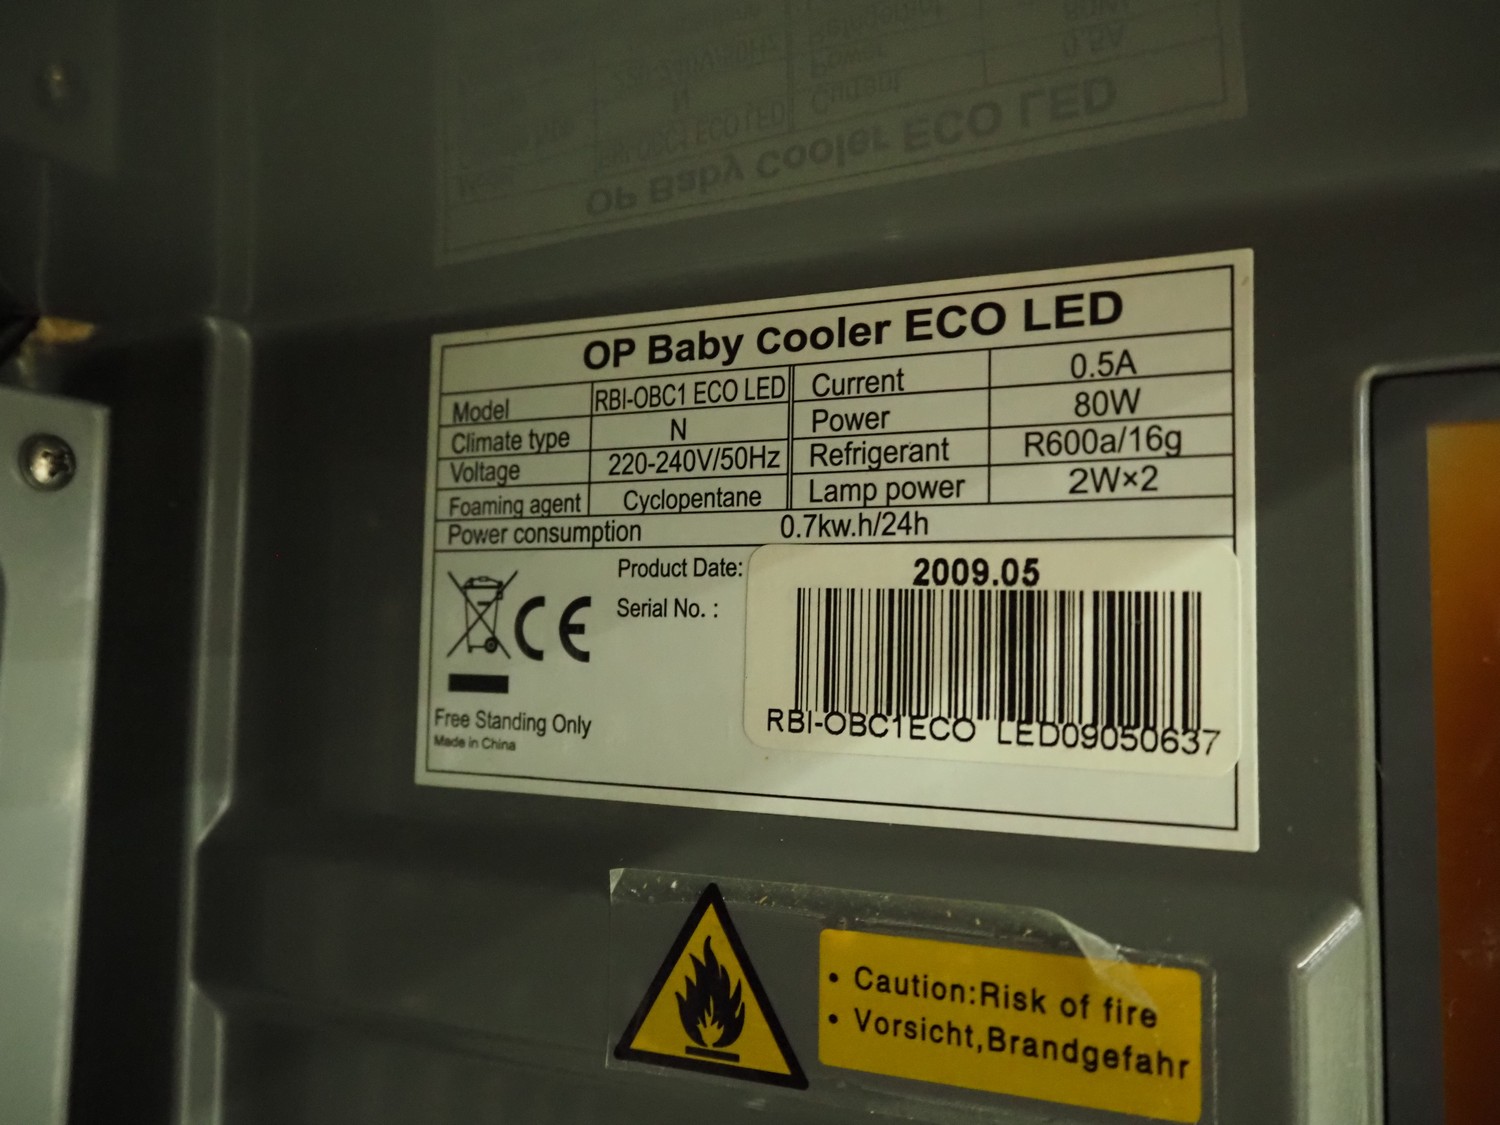 OP Baby Cooler ECO LED
Model RBI-OBC1 ECO LED Current 0.5A
Climate type N Power 80W
Voltage 220-240V/50Hz Refrigerant R600a/16g
Foaming agent Cyclopentane Lamp power 2W×2
Power consumption 0.7kw.h/24h
Product Date: 2009.05
Serial No. :
CE
RBI-OBC1ECO LED09050637
Free Standing Only
Made in China
• Caution:Risk of fire
• Vorsicht,Brandgefahr